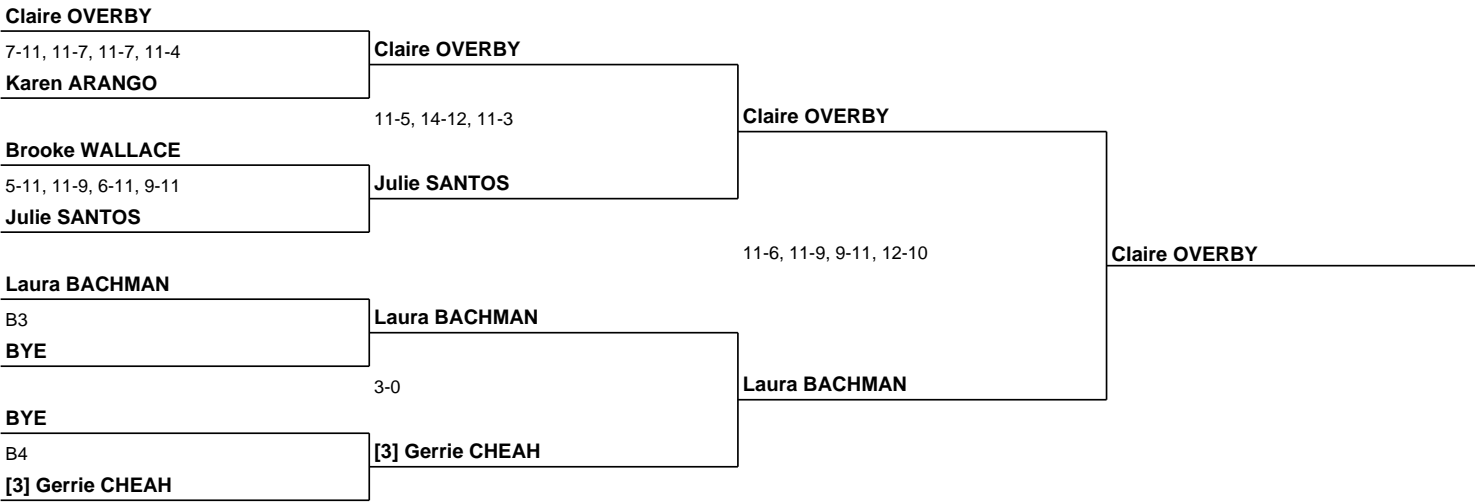 Claire OVERBY
7-11, 11-7, 11-7, 11-4
Karen ARANGO
Brooke WALLACE
5-11, 11-9, 6-11, 9-11
Julie SANTOS
Laura BACHMAN
B3
BYE
BYE
B4
[3] Gerrie CHEAH
Claire OVERBY
11-5, 14-12, 11-3
Julie SANTOS
Laura BACHMAN
3-0
[3] Gerrie CHEAH
Claire OVERBY
11-6, 11-9, 9-11, 12-10
Laura BACHMAN
Claire OVERBY